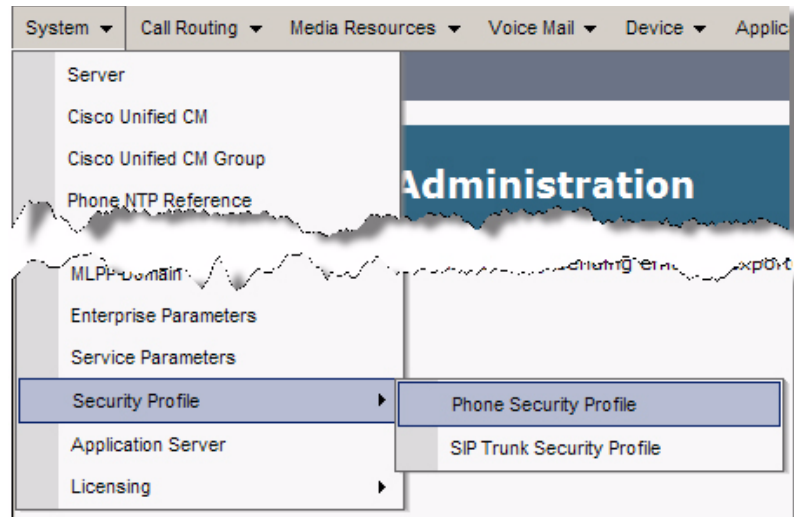 System Call Routing Media Resources Voice Mail Device Applic
Server
Cisco Unified CM
Cisco Unified CM Group
Administration
Phone NTP Reference
MLPP Domain
Enterprise Parameters
Service Parameters
Security Profile
Phone Security Profile
Application Server
SIP Trunk Security Profile
Licensing